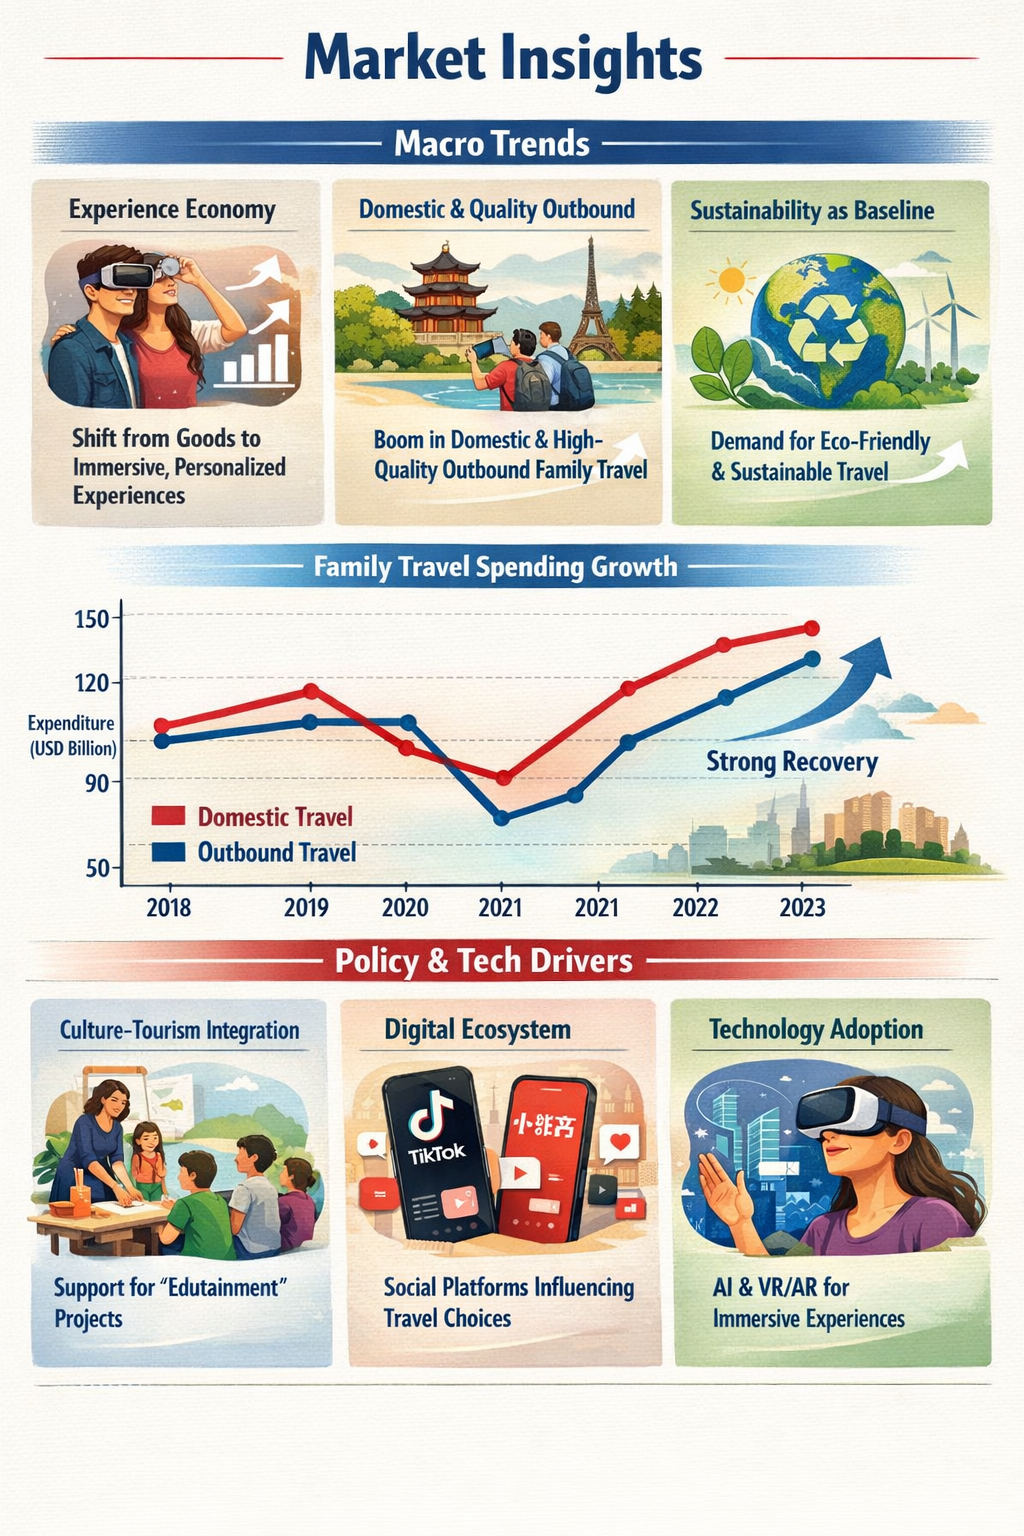 Market Insights
Macro Trends
Experience Economy
Shift from Goods to
Immersive, Personalized
Experiences
Domestic & Quality Outbound
Boom in Domestic & High-
Quality Outbound Family Travel
Sustainability as Baseline
Demand for Eco-Friendly
& Sustainable Travel
Family Travel Spending Growth
150
120
Expenditure
(USD Billion)
90
50
Domestic Travel
Outbound Travel
Strong Recovery
2018 2019 2020 2021 2021 2022 2023
Policy & Tech Drivers
Culture-Tourism Integration
Support for "Edutainment"
Projects
Digital Ecosystem
TikTok
小
Social Platforms Influencing
Travel Choices
Technology Adoption
AI & VR/AR for
Immersive Experiences